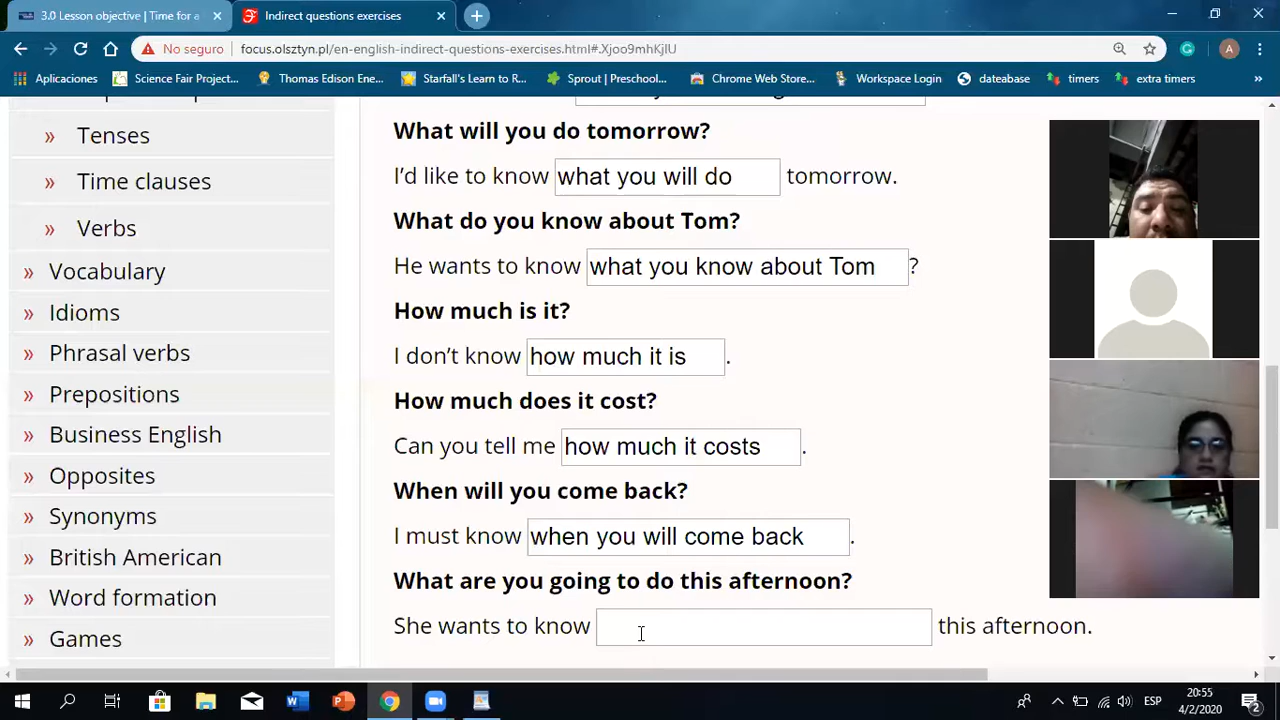 3.0 Lesson objective | Time for a
Indirect questions exercises
No seguro
focus.olsztyn.pl/en-english-indirect-questions-exercises.html#.Xjoo9mhKjlU
Aplicaciones
Science Fair Project...
Thomas Edison Ene...
Starfall's Learn to R...
Sprout | Preschool...
Chrome Web Store...
Workspace Login
dateabase
timers
extra timers
» Tenses
» Time clauses
» Verbs
» Vocabulary
» Idioms
» Phrasal verbs
» Prepositions
» Business English
» Opposites
» Synonyms
» British American
» Word formation
» Games
What will you do tomorrow?
I'd like to know what you will do tomorrow.
What do you know about Tom?
He wants to know what you know about Tom ?
How much is it?
I don't know how much it is .
How much does it cost?
Can you tell me how much it costs .
When will you come back?
I must know when you will come back .
What are you going to do this afternoon?
She wants to know this afternoon.
ESP
20:55
4/2/2020
2